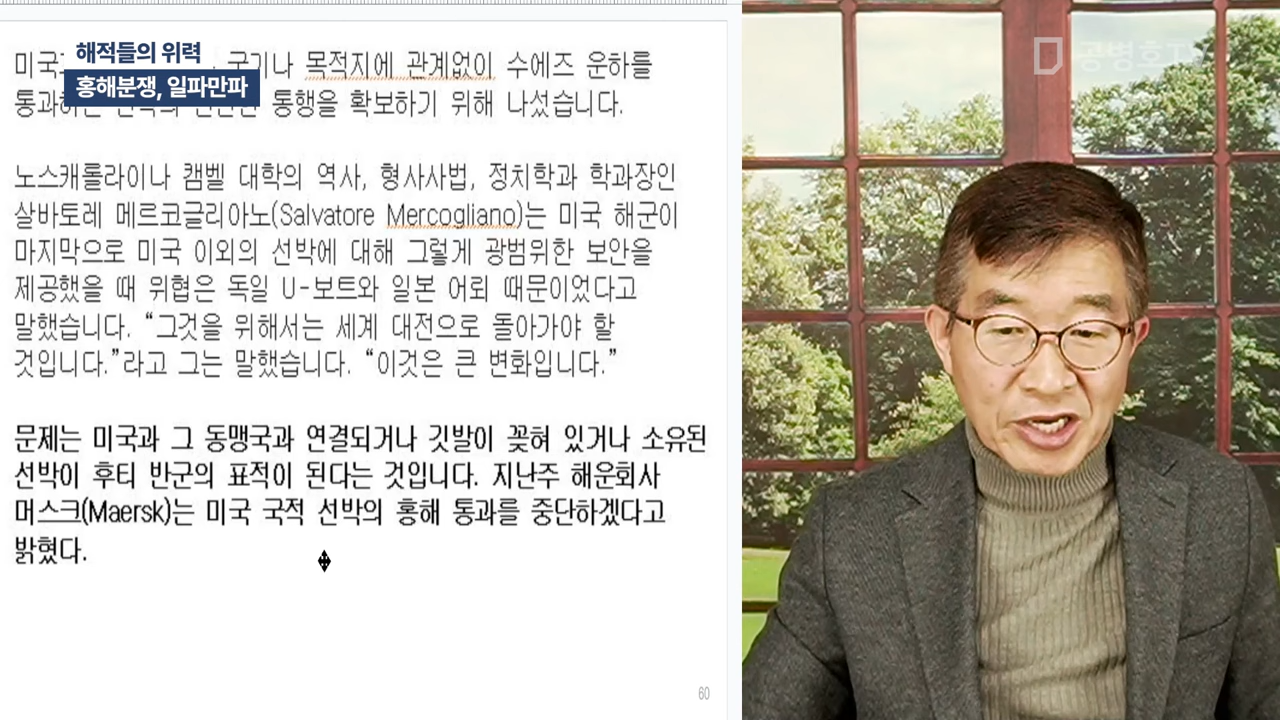 해적들의 위력
홍해분쟁, 일파만파
미국 국기나 목적지에 관계없이 수에즈 운하를
통과하는 통행을 확보하기 위해 나섰습니다.
노스캐롤라이나 캠벨 대학의 역사, 형사사법, 정치학과 학과장인
살바토레 메르코글리아노(Salvatore Mercogliano)는 미국 해군이
마지막으로 미국 이외의 선박에 대해 그렇게 광범위한 보안을
제공했을 때 위협은 독일 U-보트와 일본 어뢰 때문이었다고
말했습니다. “그것을 위해서는 세계 대전으로 돌아가야 할
것입니다.”라고 그는 말했습니다. “이것은 큰 변화입니다.”
문제는 미국과 그 동맹국과 연결되거나 깃발이 꽂혀 있거나 소유된
선박이 후티 반군의 표적이 된다는 것입니다. 지난주 해운회사
머스크(Maersk)는 미국 국적 선박의 홍해 통과를 중단하겠다고
밝혔다.
60
공병호TV